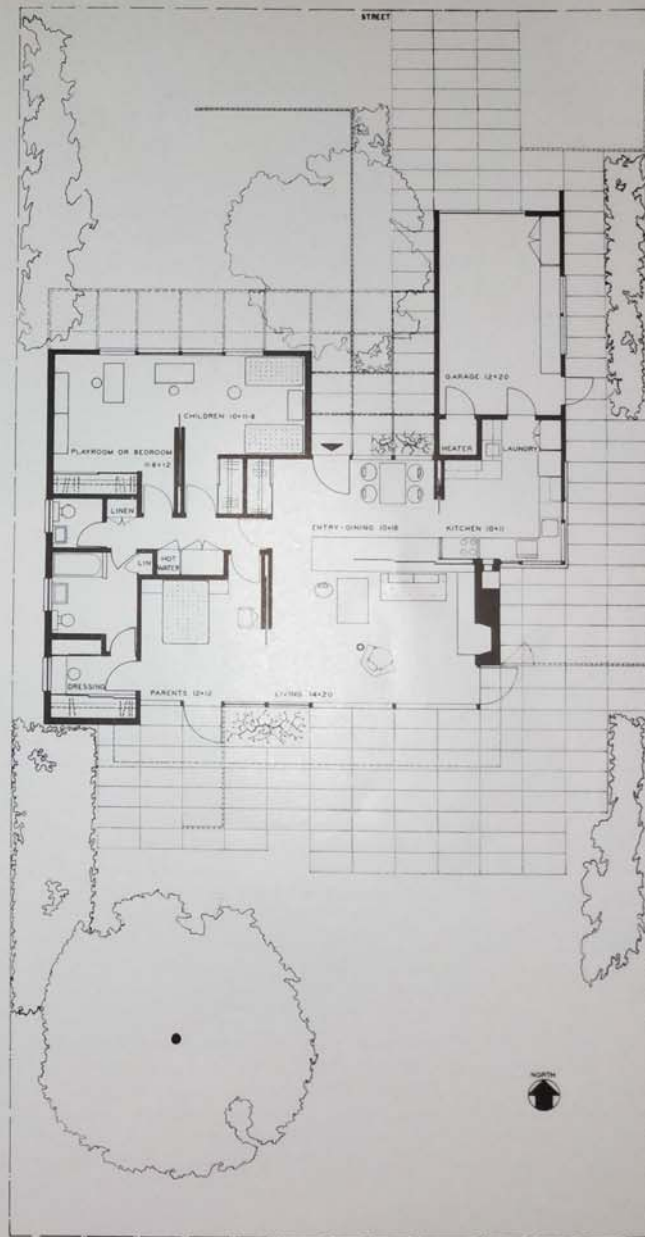 STREET
GARAGE 12×20
CHILDREN 10×11-8
PLAYROOM OR BEDROOM
11-8×12
HEATER
LAUNDRY
LINEN
ENTRY-DINING 10×18
KITCHEN 10×11
LIN
HOT
WATER
DRESSING
PARENTS 12×12
LIVING 14×20
NORTH